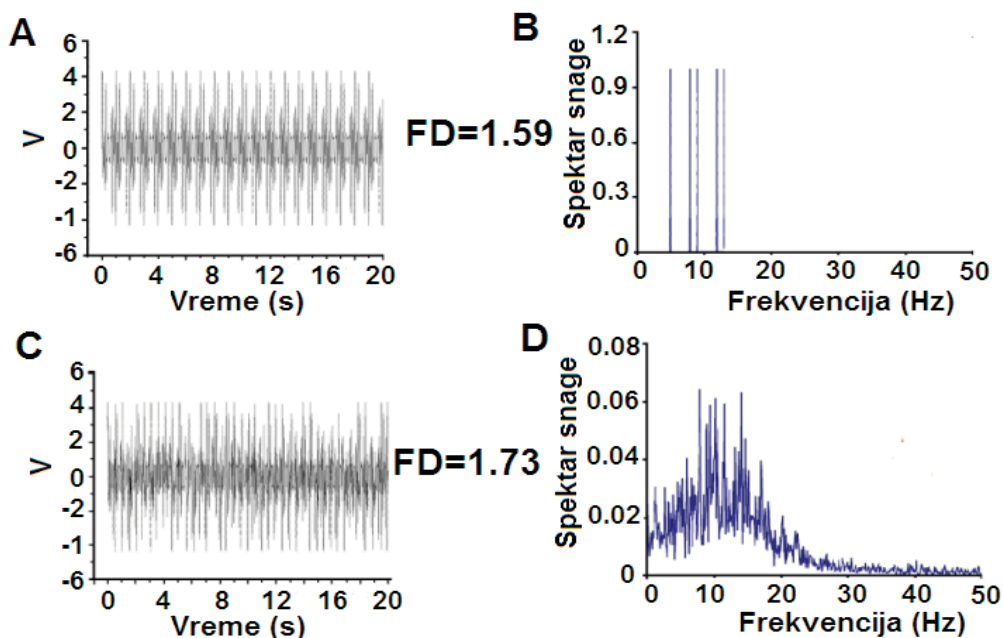 A
6
4
2
0
-2
-1
-6
V
0 4 8 12 16 20
Vreme (s)
FD=1.59
B
1.2
0.9
0.6
0.3
0
Spektar snage
0 10 20 30 40 50
Frekvencija (Hz)
C
6
4
2
0
-2
-1
-6
V
0 4 8 12 16 20
Vreme (s)
FD=1.73
D
0.08
0.06
0.04
0.02
0
Spektar snage
0 10 20 30 40 50
Frekvencija (Hz)